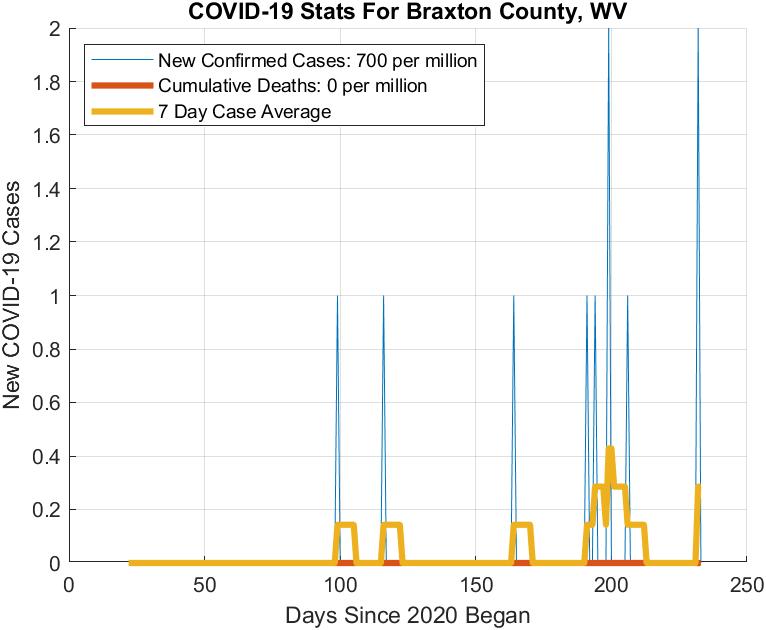 COVID-19 Stats For Braxton County, WV
New Confirmed Cases: 700 per million
Cumulative Deaths: 0 per million
7 Day Case Average
New COVID-19 Cases
2
1.8
1.6
1.4
1.2
1
0.8
0.6
0.4
0.2
0
0 50 100 150 200 250
Days Since 2020 Began